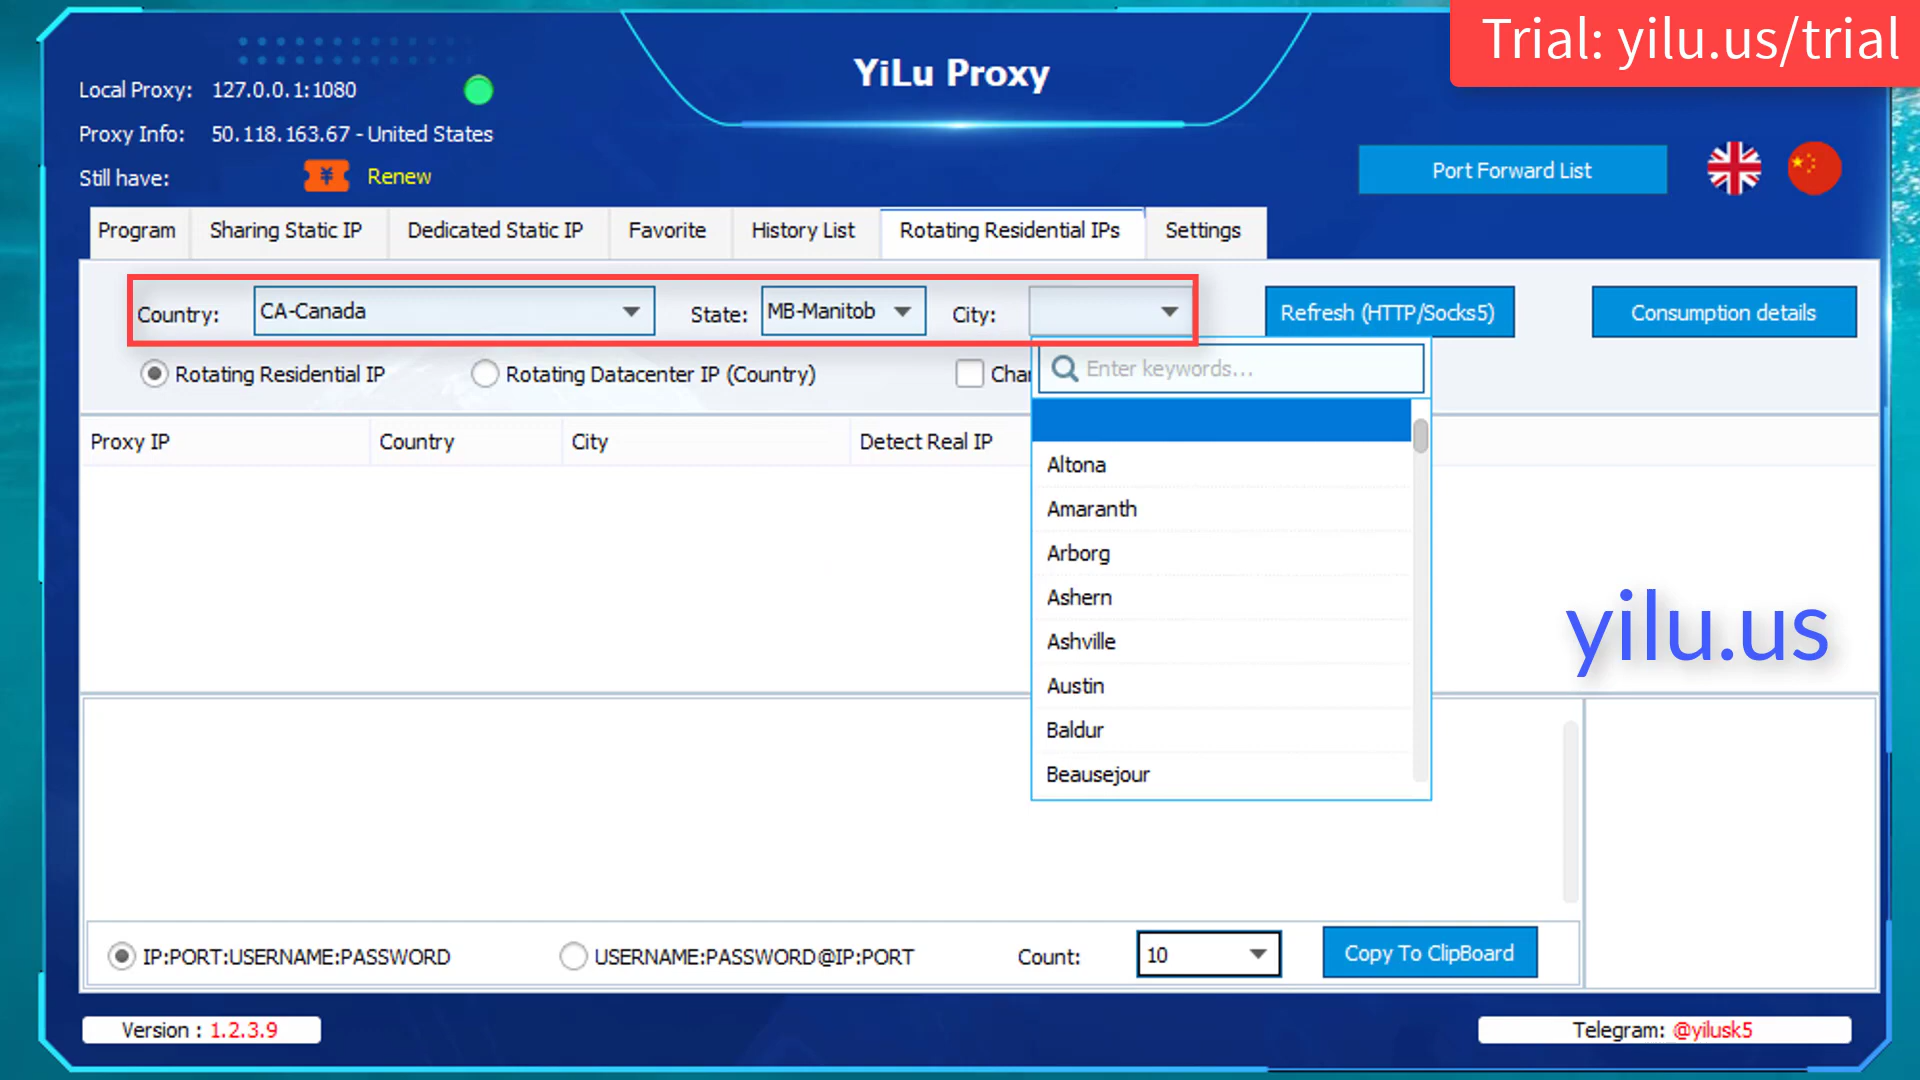 Trial: yilu.us/trial
YiLu Proxy
Local Proxy: 127.0.0.1:1080
Proxy Info: 50.118.163.67 - United States
Still have: ¥ Renew
Port Forward List
Program Sharing Static IP Dedicated Static IP Favorite History List Rotating Residential IPs Settings
Country: CA-Canada State: MB-Manitob City: Refresh (HTTP/Socks5) Consumption details
Rotating Residential IP Rotating Datacenter IP (Country) Enter keywords...
Proxy IP Country City Detect Real IP
Altona
Amaranth
Arborg
Ashern
Ashville
Austin
Baldur
Beausejour
yilu.us
IP:PORT:USERNAME:PASSWORD USERNAME:PASSWORD@IP:PORT Count: 10 Copy To ClipBoard
Version : 1.2.3.9
Telegram: @yilusk5